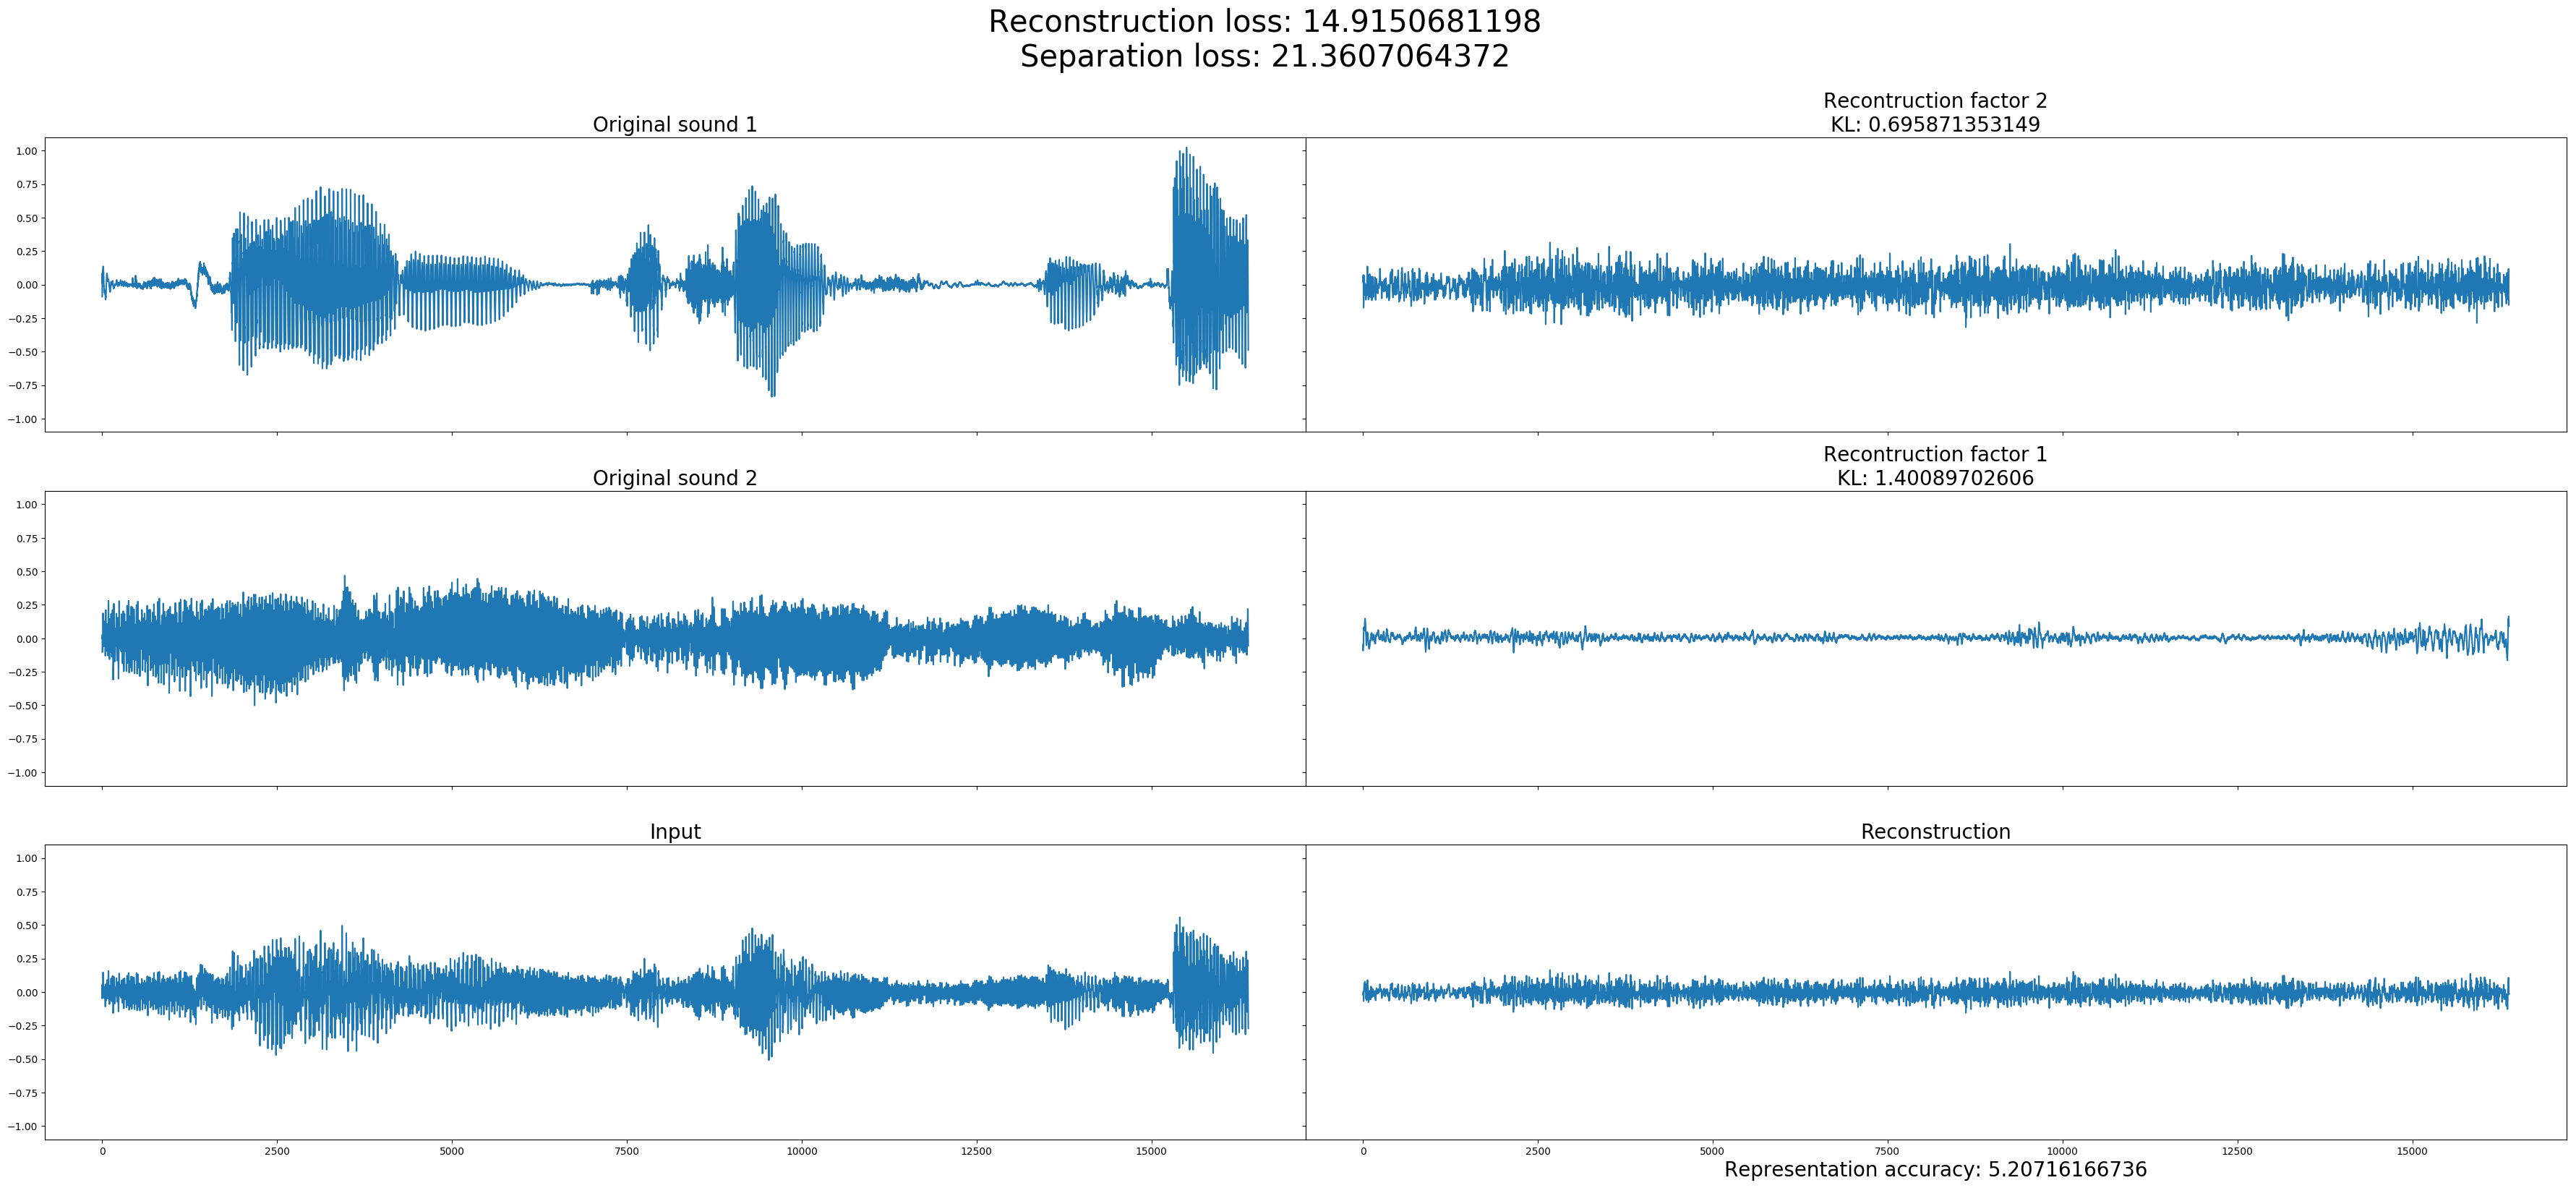 Reconstruction loss: 14.9150681198
Separation loss: 21.3607064372
Original sound 1
1.00
0.75
0.50
0.25
0.00
−0.25
−0.50
−0.75
−1.00
Recontruction factor 2
KL: 0.695871353149
Original sound 2
1.00
0.75
0.50
0.25
0.00
−0.25
−0.50
−0.75
−1.00
Recontruction factor 1
KL: 1.40089702606
Input
1.00
0.75
0.50
0.25
0.00
−0.25
−0.50
−0.75
−1.00
0 2500 5000 7500 10000 12500 15000
Reconstruction
0 2500 5000 7500 10000 12500 15000
Representation accuracy: 5.20716166736